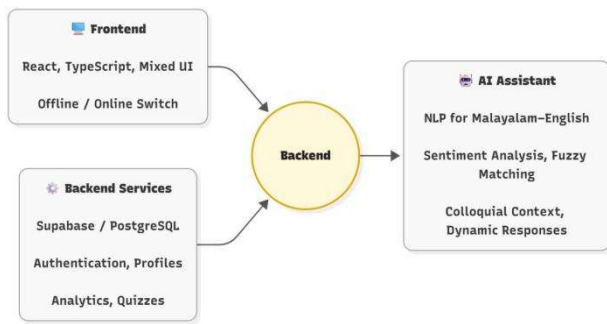 Frontend
React, TypeScript, Mixed UI
Offline / Online Switch
Backend Services
Supabase / PostgreSQL
Authentication, Profiles
Analytics, Quizzes
Backend
AI Assistant
NLP for Malayalam–English
Sentiment Analysis, Fuzzy
Matching
Colloquial Context,
Dynamic Responses